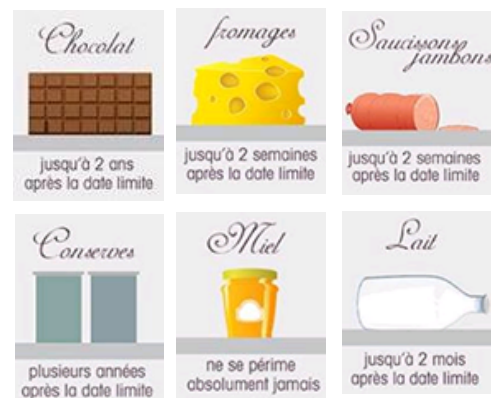 Chocolat
jusqu'à 2 ans
après la date limite
fromages
jusqu'à 2 semaines
après la date limite
Saucissons
jambons
jusqu'à 2 semaines
après la date limite
Conserves
plusieurs années
après la date limite
Miel
ne se périme
absolument jamais
Lait
jusqu'à 2 mois
après la date limite